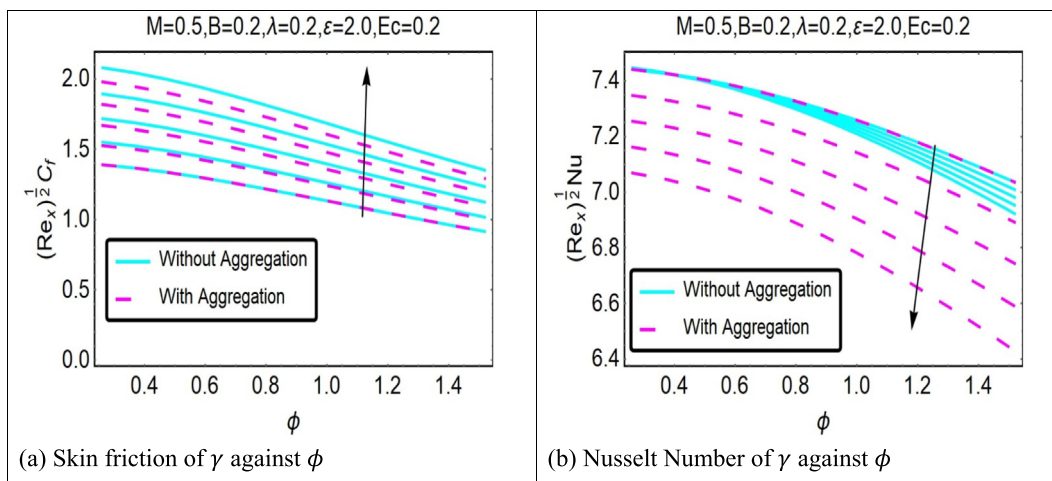 M=0.5,B=0.2,λ=0.2,ε=2.0,Ec=0.2
2.0
1.5
1.0
0.5
0.0
(Re_x)^{1/2} C_f
Without Aggregation
With Aggregation
0.4 0.6 0.8 1.0 1.2 1.4
ϕ
(a) Skin friction of γ against ϕ
M=0.5,B=0.2,λ=0.2,ε=2.0,Ec=0.2
7.4
7.2
7.0
6.8
6.6
6.4
(Re_x)^{1/2} Nu
Without Aggregation
With Aggregation
0.4 0.6 0.8 1.0 1.2 1.4
ϕ
(b) Nusselt Number of γ against ϕ